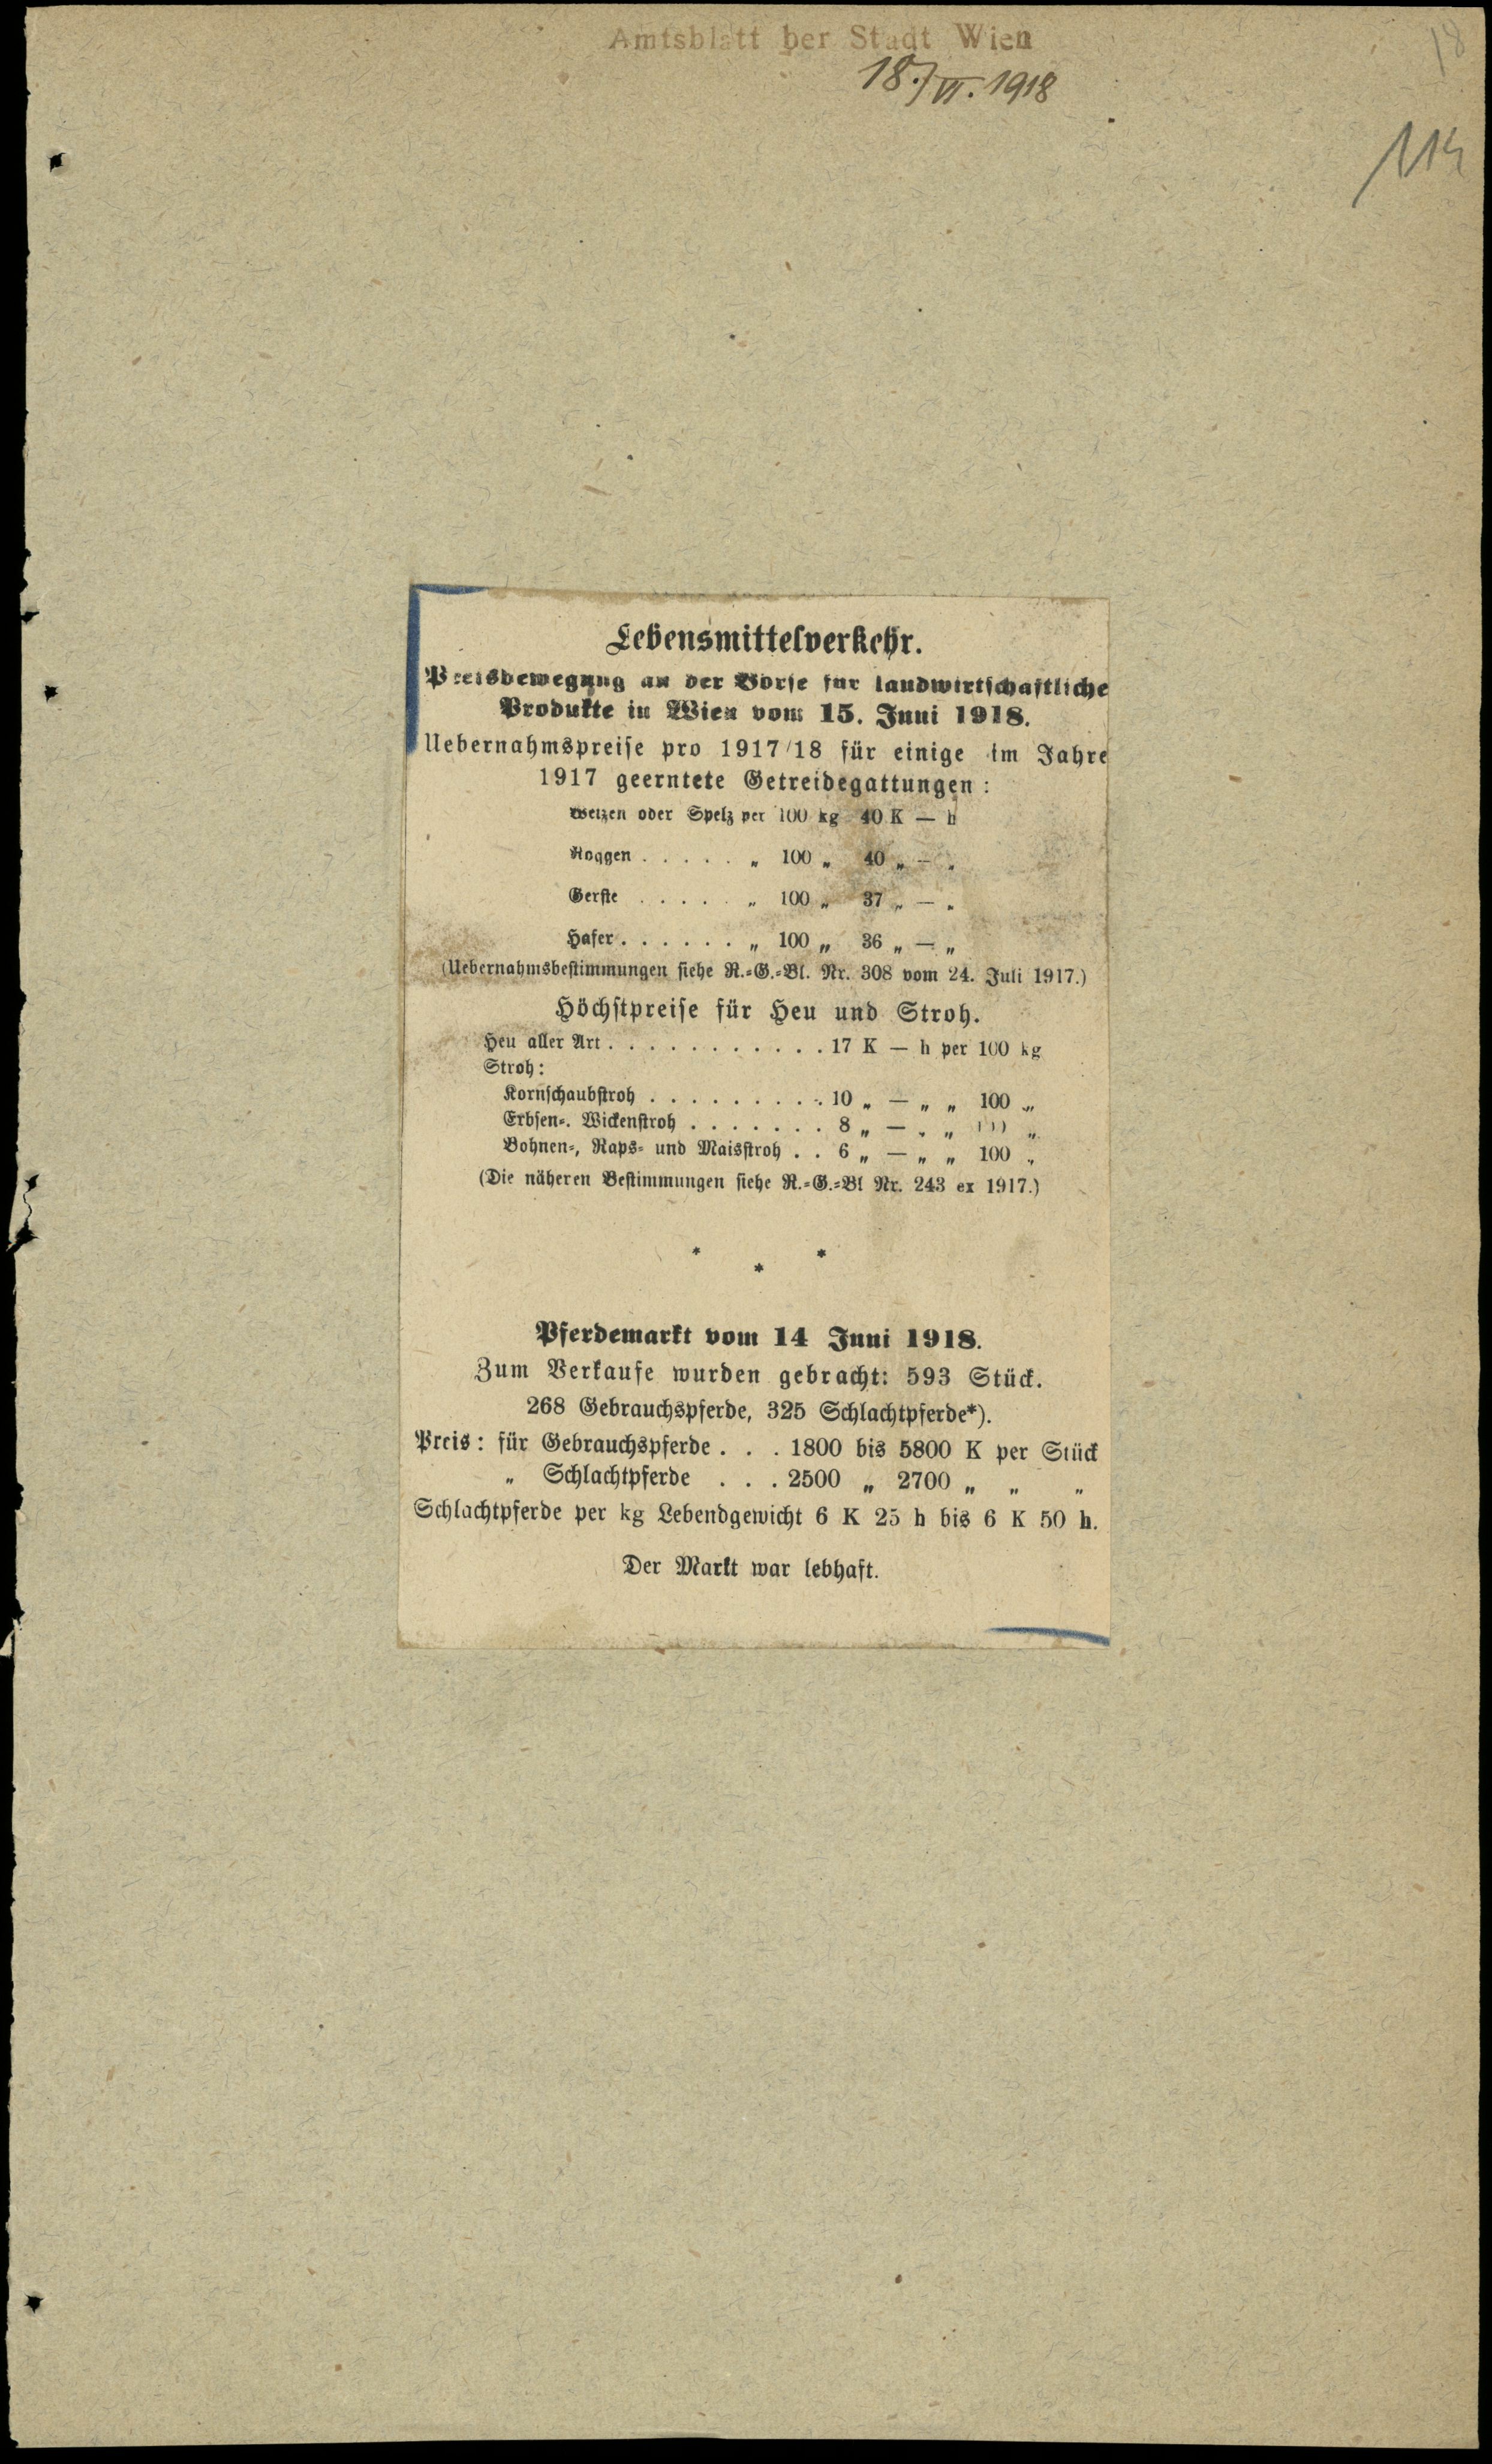 Amtsblatt der Stadt Wien
18./VI. 1918
18
114
Lebensmittelverkehr.
Preisbewegung an der Börse für landwirtschaftliche
Produkte in Wien vom 15. Juni 1918.
Uebernahmspreise pro 1917/18 für einige im Jahre
1917 geerntete Getreidegattungen:
Weizen oder Spelz per 100 kg 40 K — h
Roggen . . . . . „ 100 „ 40 „ — „
Gerste . . . . . „ 100 „ 37 „ — „
Hafer . . . . . . „ 100 „ 36 „ — „
(Uebernahmsbestimmungen siehe R.=G.=Bl. Nr. 308 vom 24. Juli 1917.)
Höchstpreise für Heu und Stroh.
Heu aller Art . . . . . . . . . . . 17 K — h per 100 kg
Stroh:
Kornschaubstroh . . . . . . . . . 10 „ — „ „ 100 „
Erbsen=. Wickenstroh . . . . . . . 8 „ — „ „ 100 „
Bohnen=, Raps= und Maisstroh . . 6 „ — „ „ 100 „
(Die näheren Bestimmungen siehe R.=G.=Bl Nr. 243 ex 1917.)
* * *
Pferdemarkt vom 14 Juni 1918.
Zum Verkaufe wurden gebracht: 593 Stück.
268 Gebrauchspferde, 325 Schlachtpferde*).
Preis: für Gebrauchspferde . . . 1800 bis 5800 K per Stück
„ Schlachtpferde . . . 2500 „ 2700 „ „ „
Schlachtpferde per kg Lebendgewicht 6 K 25 h bis 6 K 50 h.
Der Markt war lebhaft.